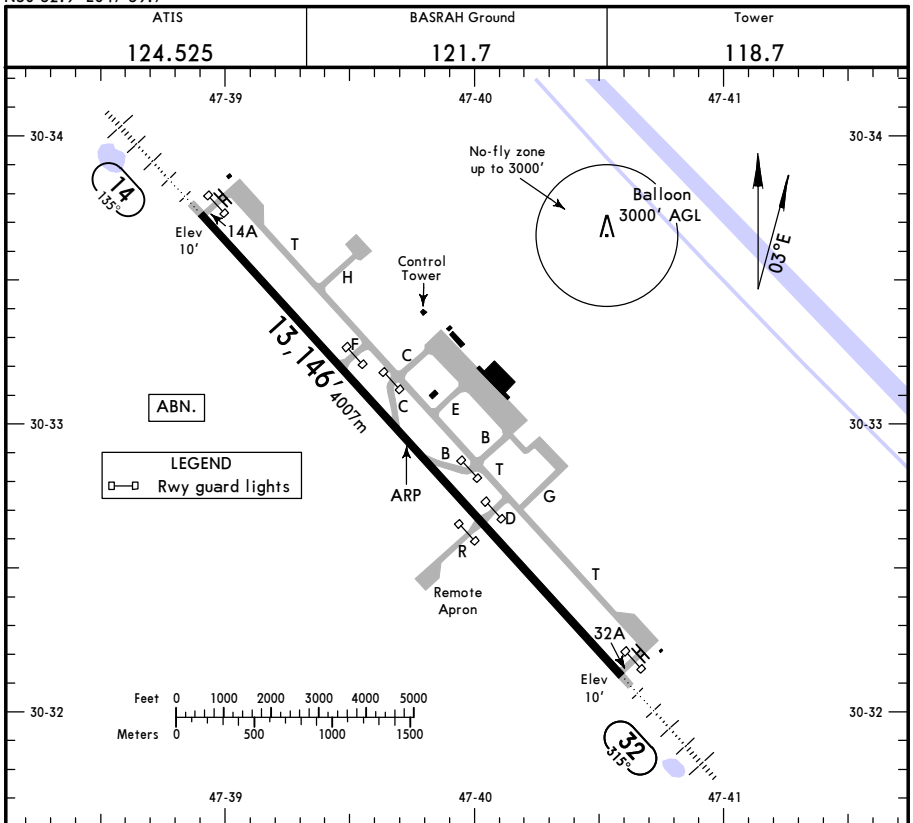 ATIS
124.525
BASRAH Ground
121.7
Tower
118.7
47-39
47-40
47-41
30-34
30-34
14
135°
Elev
10'
14A
T
H
No-fly zone
up to 3000'
Balloon
3000' AGL
03°E
Control
Tower
13,146'
4007m
F
C
C
E
B
B
T
G
D
R
T
30-33
30-33
ABN.
LEGEND
Rwy guard lights
ARP
Remote
Apron
32A
Elev
10'
30-32
30-32
Feet 0 1000 2000 3000 4000 5000
Meters 0 500 1000 1500
32
315°
47-39
47-40
47-41